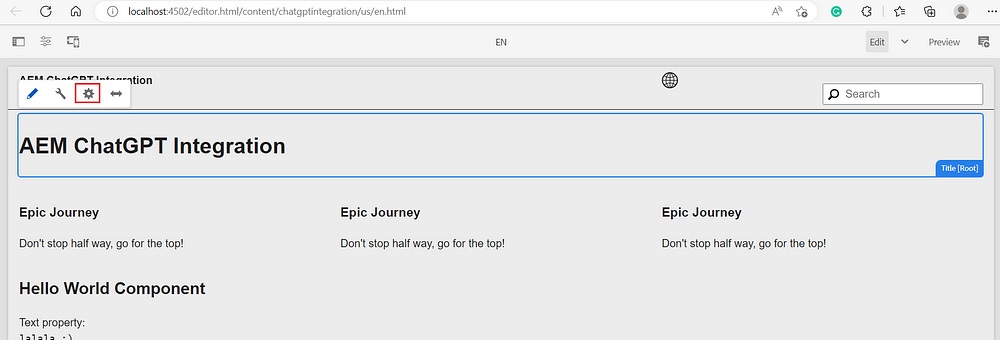 localhost:4502/editor.html/content/chatgptintegration/us/en.html
EN
Edit
Preview
AEM ChatGPT Integration
Search
AEM ChatGPT Integration
Title [Root]
Epic Journey Epic Journey Epic Journey
Don't stop half way, go for the top! Don't stop half way, go for the top! Don't stop half way, go for the top!
Hello World Component
Text property:
lalala :)